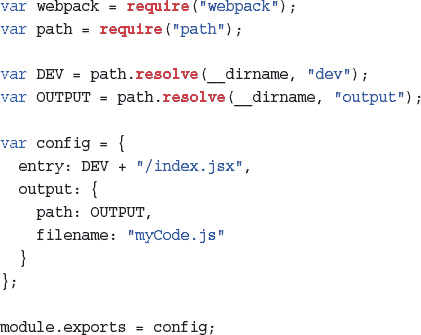 var webpack = require("webpack");
var path = require("path");

var DEV = path.resolve(__dirname, "dev");
var OUTPUT = path.resolve(__dirname, "output");

var config = {
  entry: DEV + "/index.jsx",
  output: {
    path: OUTPUT,
    filename: "myCode.js"
  }
};

module.exports = config;